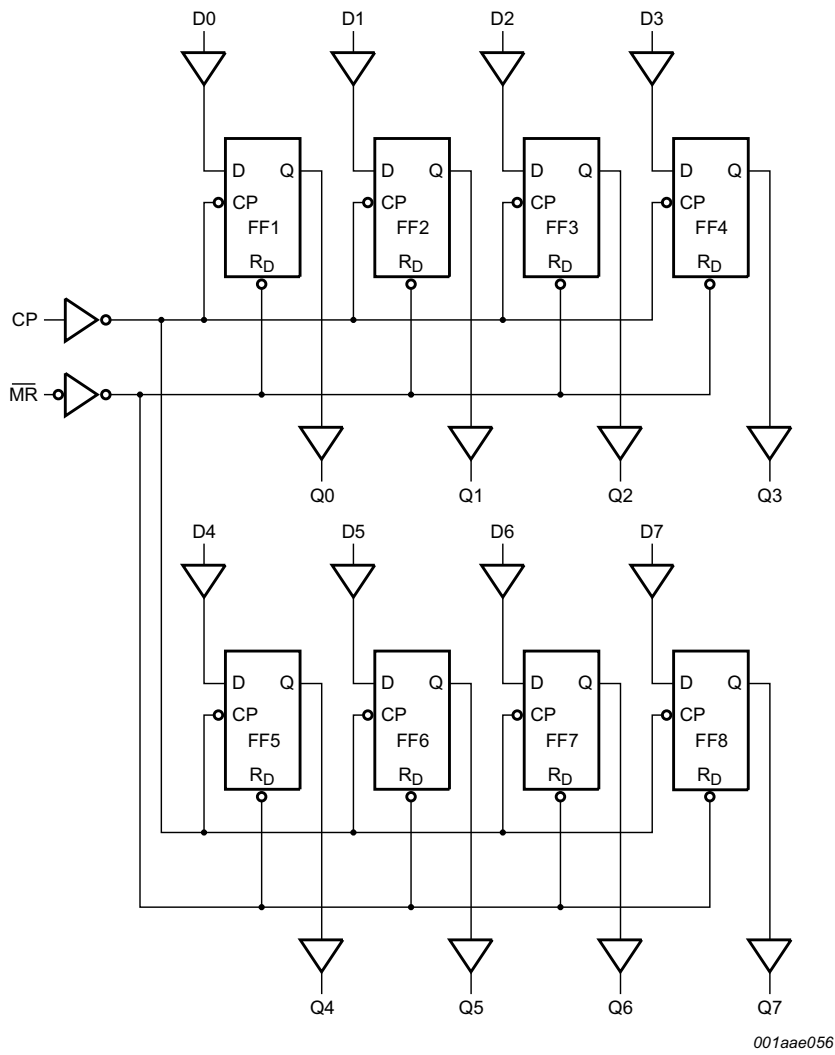 D0 D1 D2 D3
D Q D Q D Q D Q
CP CP CP CP
FF1 FF2 FF3 FF4
RD RD RD RD
CP
MR
Q0 Q1 Q2 Q3
D4 D5 D6 D7
D Q D Q D Q D Q
CP CP CP CP
FF5 FF6 FF7 FF8
RD RD RD RD
Q4 Q5 Q6 Q7
001aae056